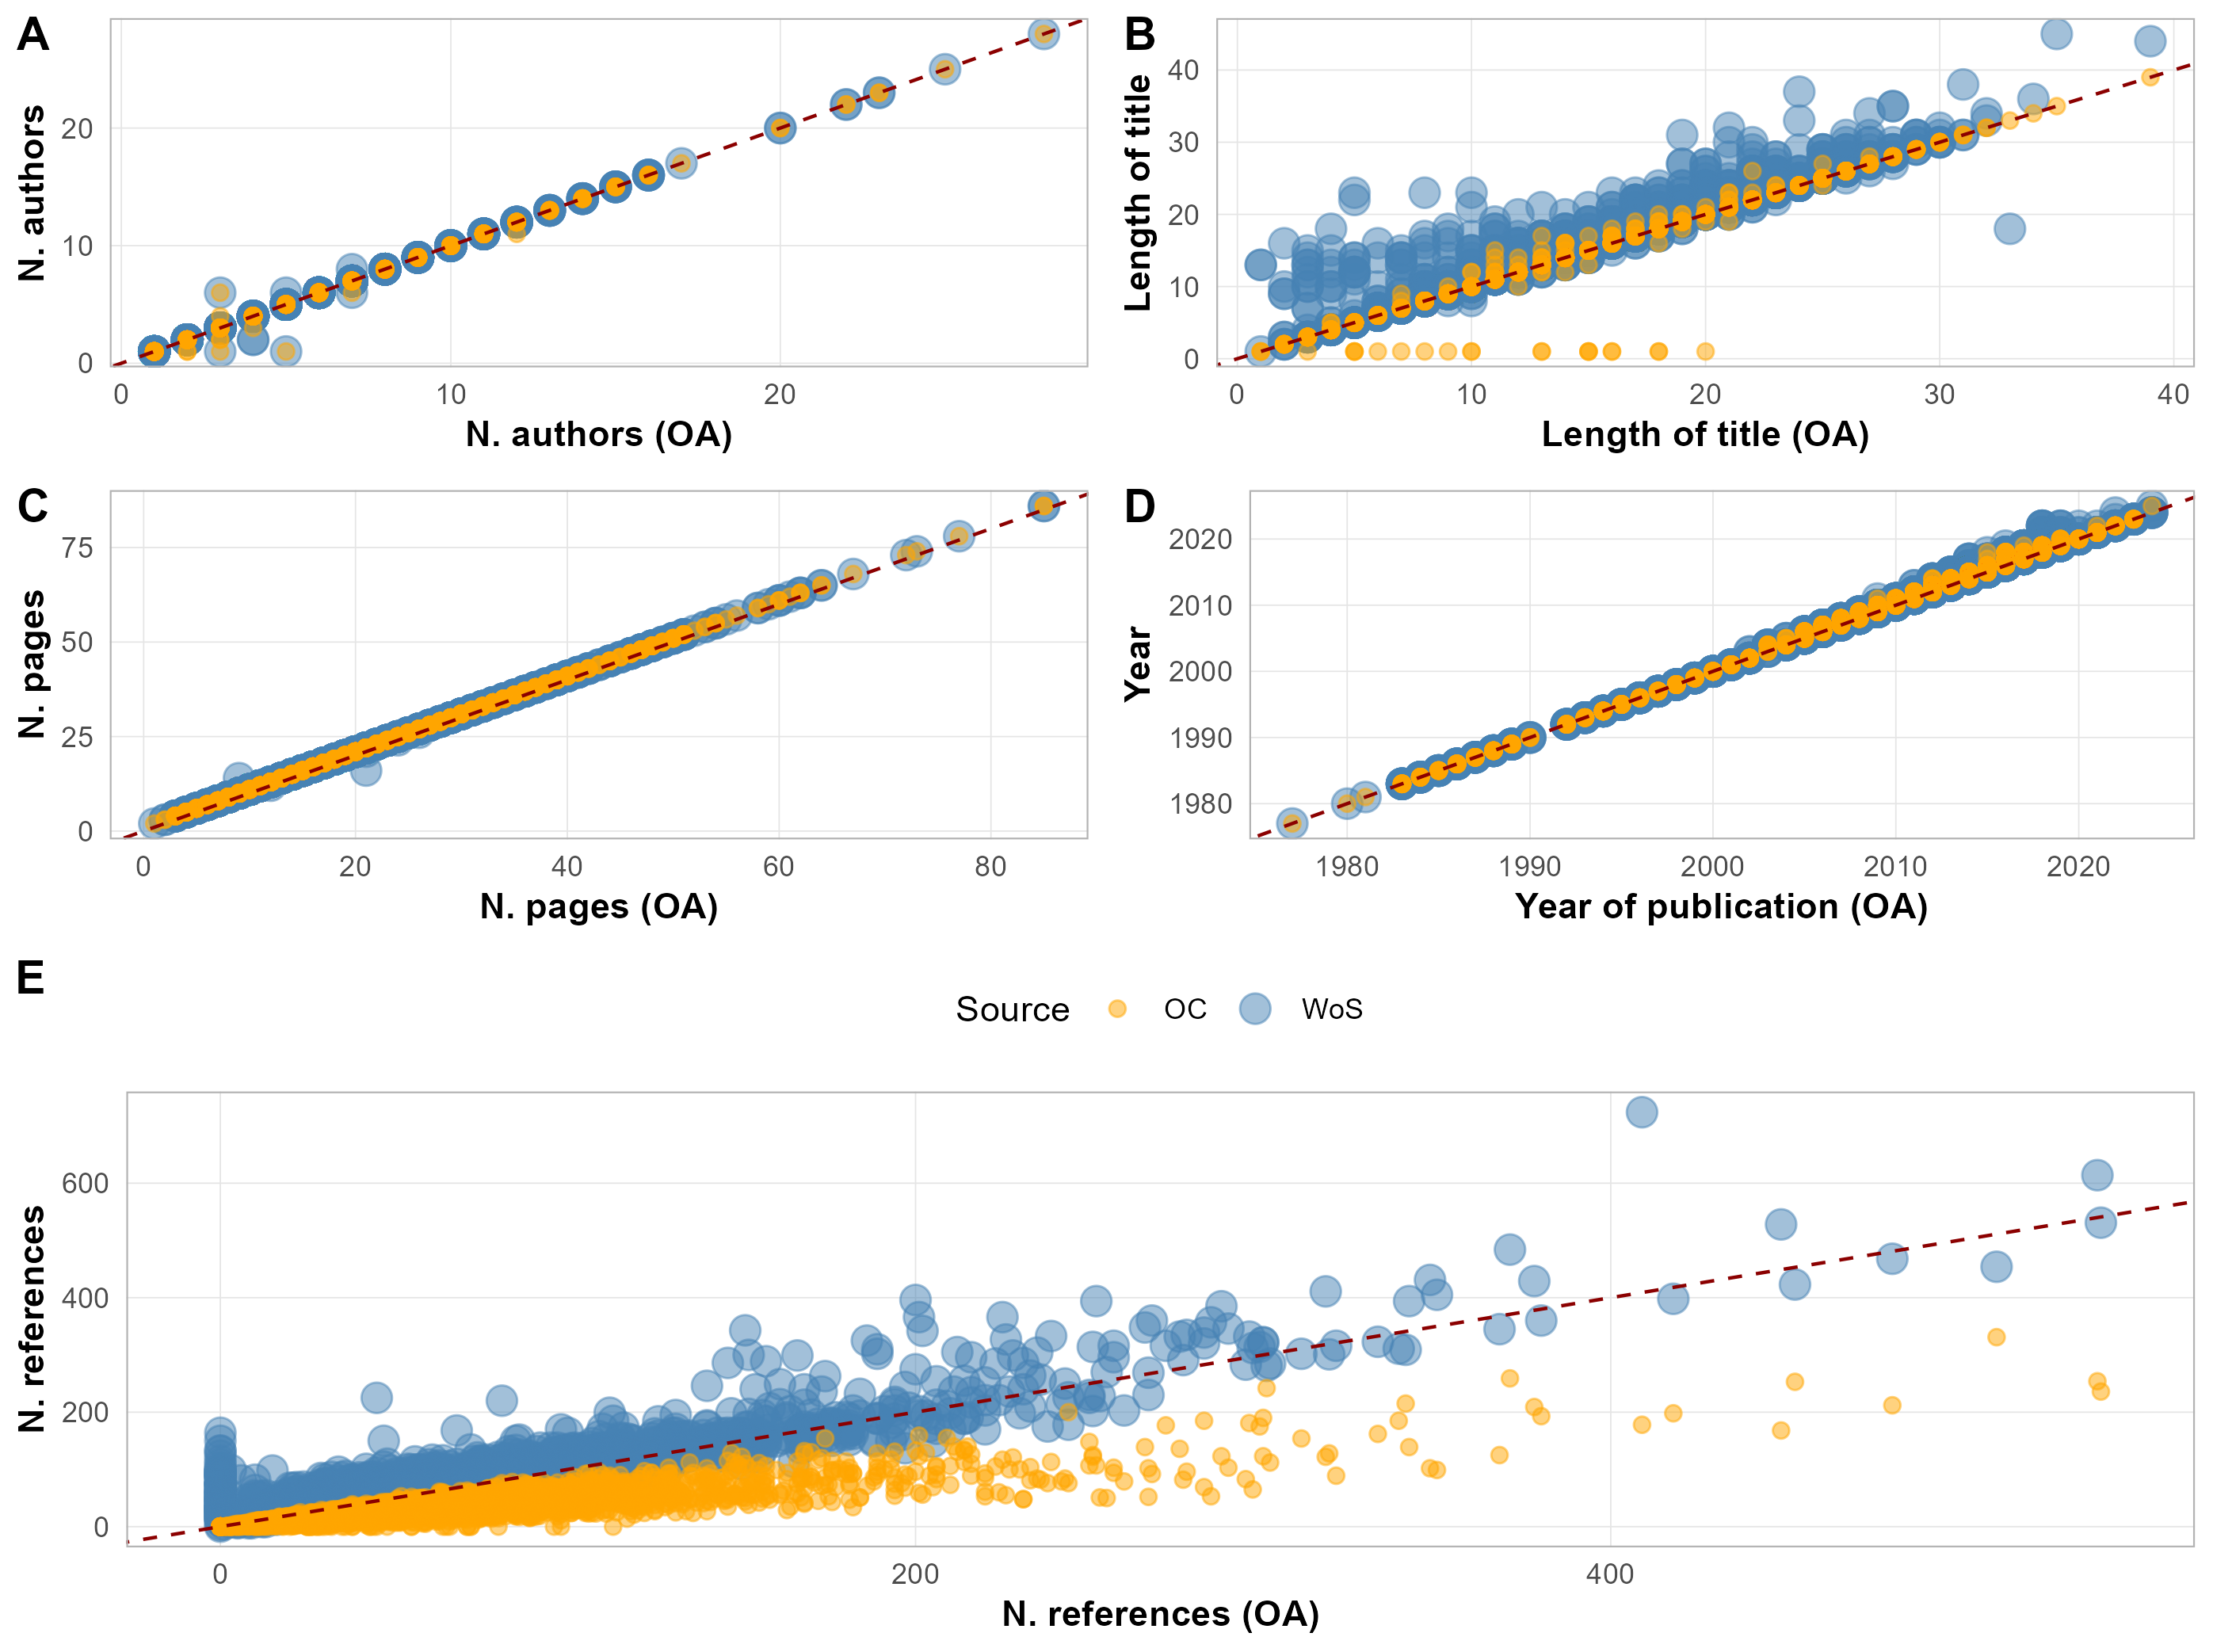 A
N. authors
20
10
0
0 10 20
N. authors (OA)
B
Length of title
40
30
20
10
0
0 10 20 30 40
Length of title (OA)
C
N. pages
75
50
25
0
0 20 40 60 80
N. pages (OA)
D
Year
2020
2010
2000
1990
1980
1980 1990 2000 2010 2020
Year of publication (OA)
E
Source OC WoS
N. references
600
400
200
0
0 200 400
N. references (OA)